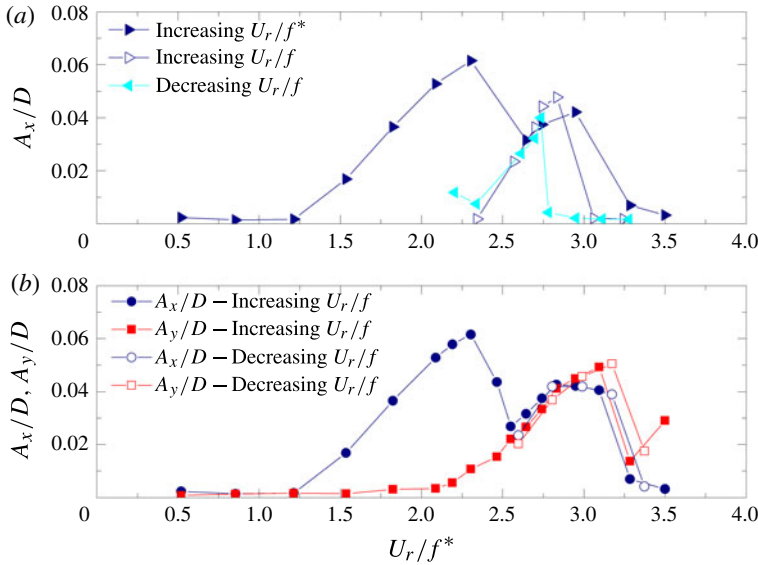 (a)
0.08
0.06
0.04
0.02
A_x/D
Increasing U_r/f*
Increasing U_r/f
Decreasing U_r/f
0 0.5 1.0 1.5 2.0 2.5 3.0 3.5 4.0
(b)
0.08
0.06
0.04
0.02
A_x/D, A_y/D
A_x/D – Increasing U_r/f
A_y/D – Increasing U_r/f
A_x/D – Decreasing U_r/f
A_y/D – Decreasing U_r/f
0 0.5 1.0 1.5 2.0 2.5 3.0 3.5 4.0
U_r/f*